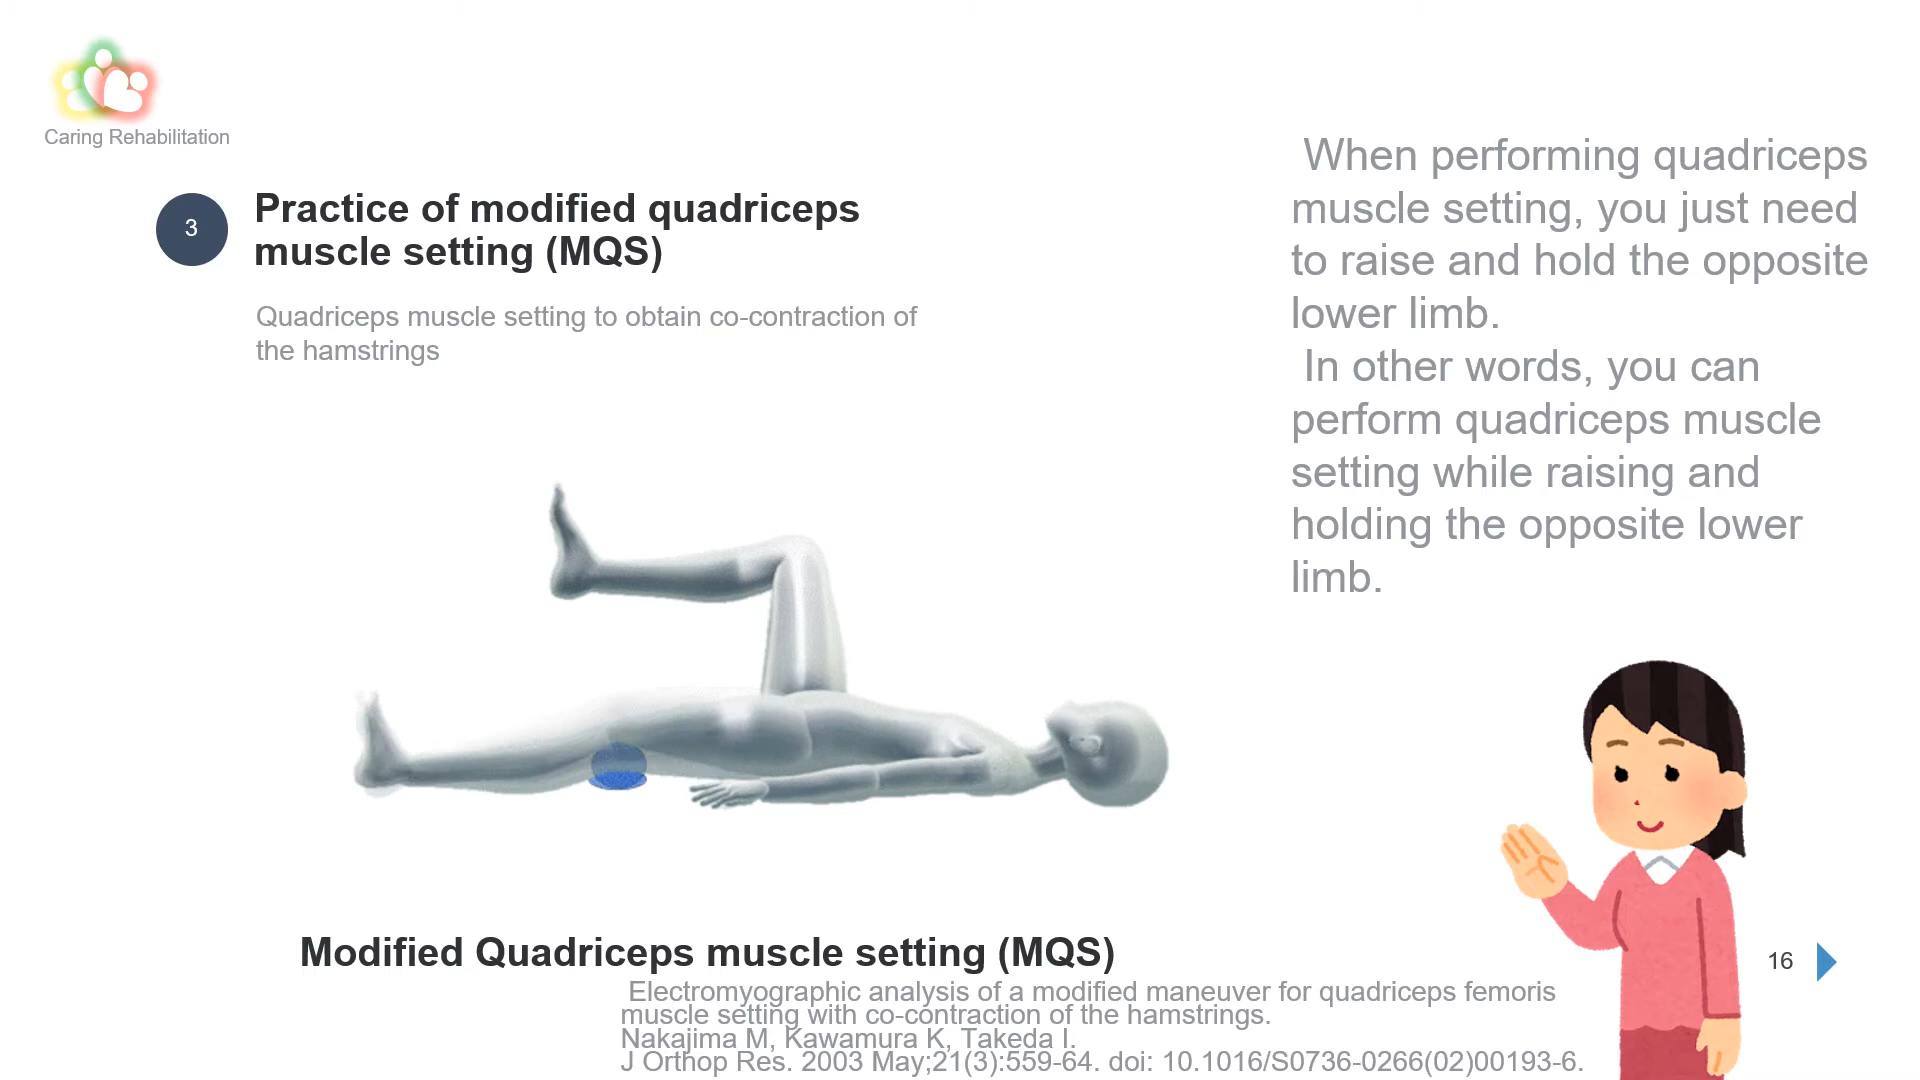 Caring Rehabilitation
3
Practice of modified quadriceps
muscle setting (MQS)
Quadriceps muscle setting to obtain co-contraction of
the hamstrings
When performing quadriceps
muscle setting, you just need
to raise and hold the opposite
lower limb.
In other words, you can
perform quadriceps muscle
setting while raising and
holding the opposite lower
limb.
Modified Quadriceps muscle setting (MQS)
Electromyographic analysis of a modified maneuver for quadriceps femoris
muscle setting with co-contraction of the hamstrings.
Nakajima M, Kawamura K, Takeda I.
J Orthop Res. 2003 May;21(3):559-64. doi: 10.1016/S0736-0266(02)00193-6.
16